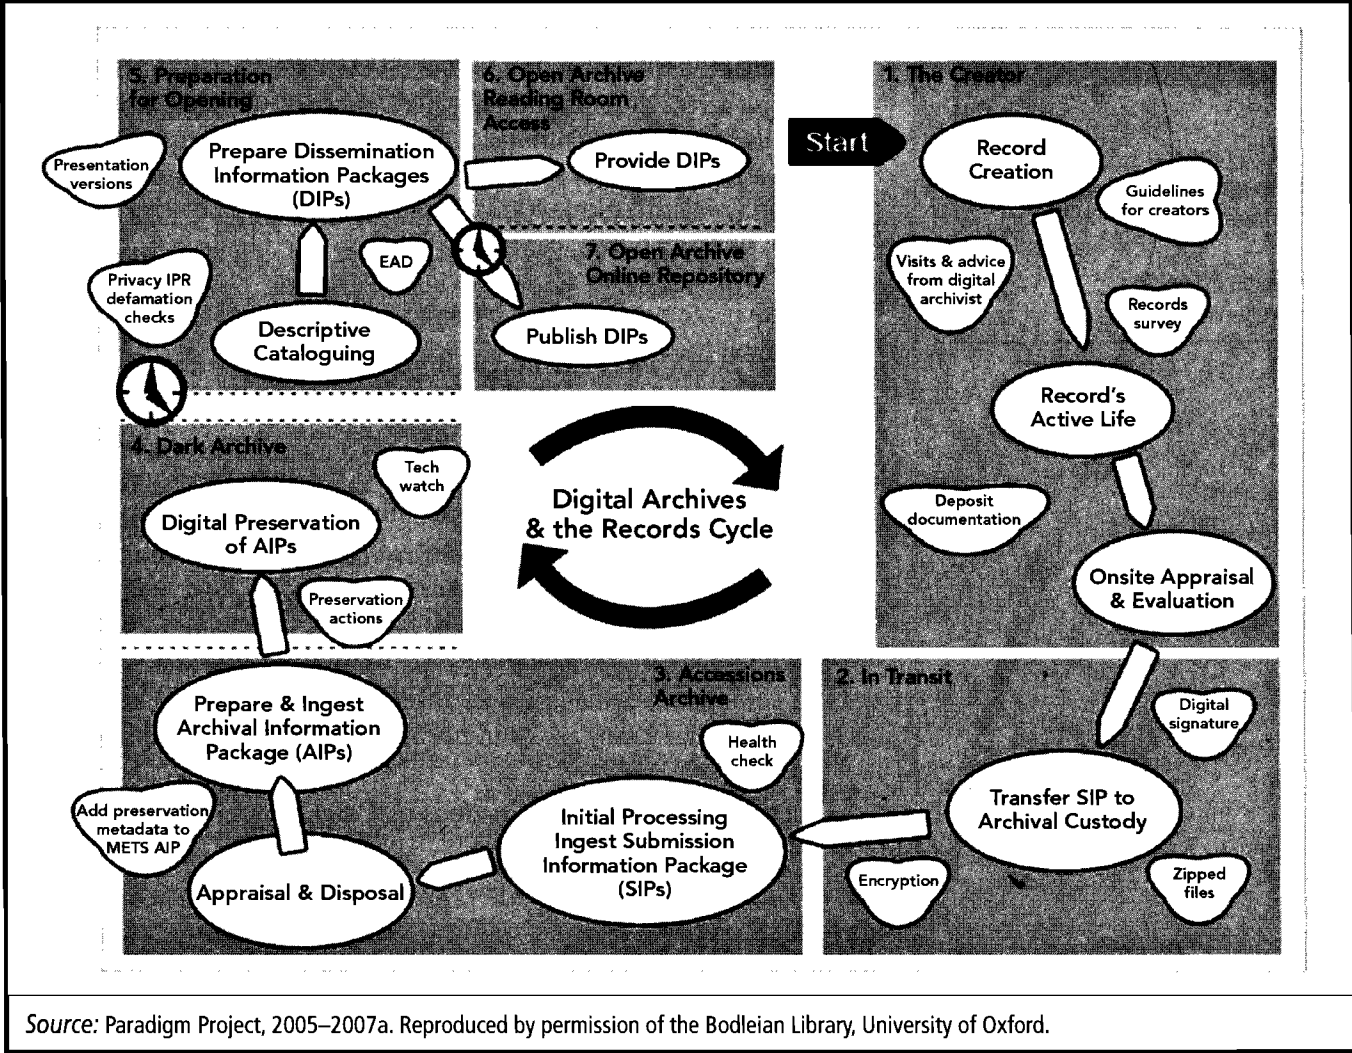 Start
1. The Creator
Record
Creation
Guidelines
for creators
Visits & advice
from digital
archivist
Records
survey
Record's
Active Life
Deposit
documentation
Onsite Appraisal
& Evaluation
2. In Transit
Digital
signature
Transfer SIP to
Archival Custody
Encryption
Zipped
files
3. Accessions
Archive
Health
check
Initial Processing
Ingest Submission
Information Package
(SIPs)
Appraisal & Disposal
Add preservation
metadata to
METS AIP
Prepare & Ingest
Archival Information
Package (AIPs)
4. Dark Archive
Tech
watch
Digital Preservation
of AIPs
Preservation
actions
5. Preparation
for Opening
Presentation
versions
Prepare Dissemination
Information Packages
(DIPs)
EAD
Privacy IPR
defamation
checks
Descriptive
Cataloguing
6. Open Archive
Reading Room
Access
Provide DIPs
7. Open Archive
Online Repository
Publish DIPs
Digital Archives
& the Records Cycle
Source: Paradigm Project, 2005–2007a. Reproduced by permission of the Bodleian Library, University of Oxford.